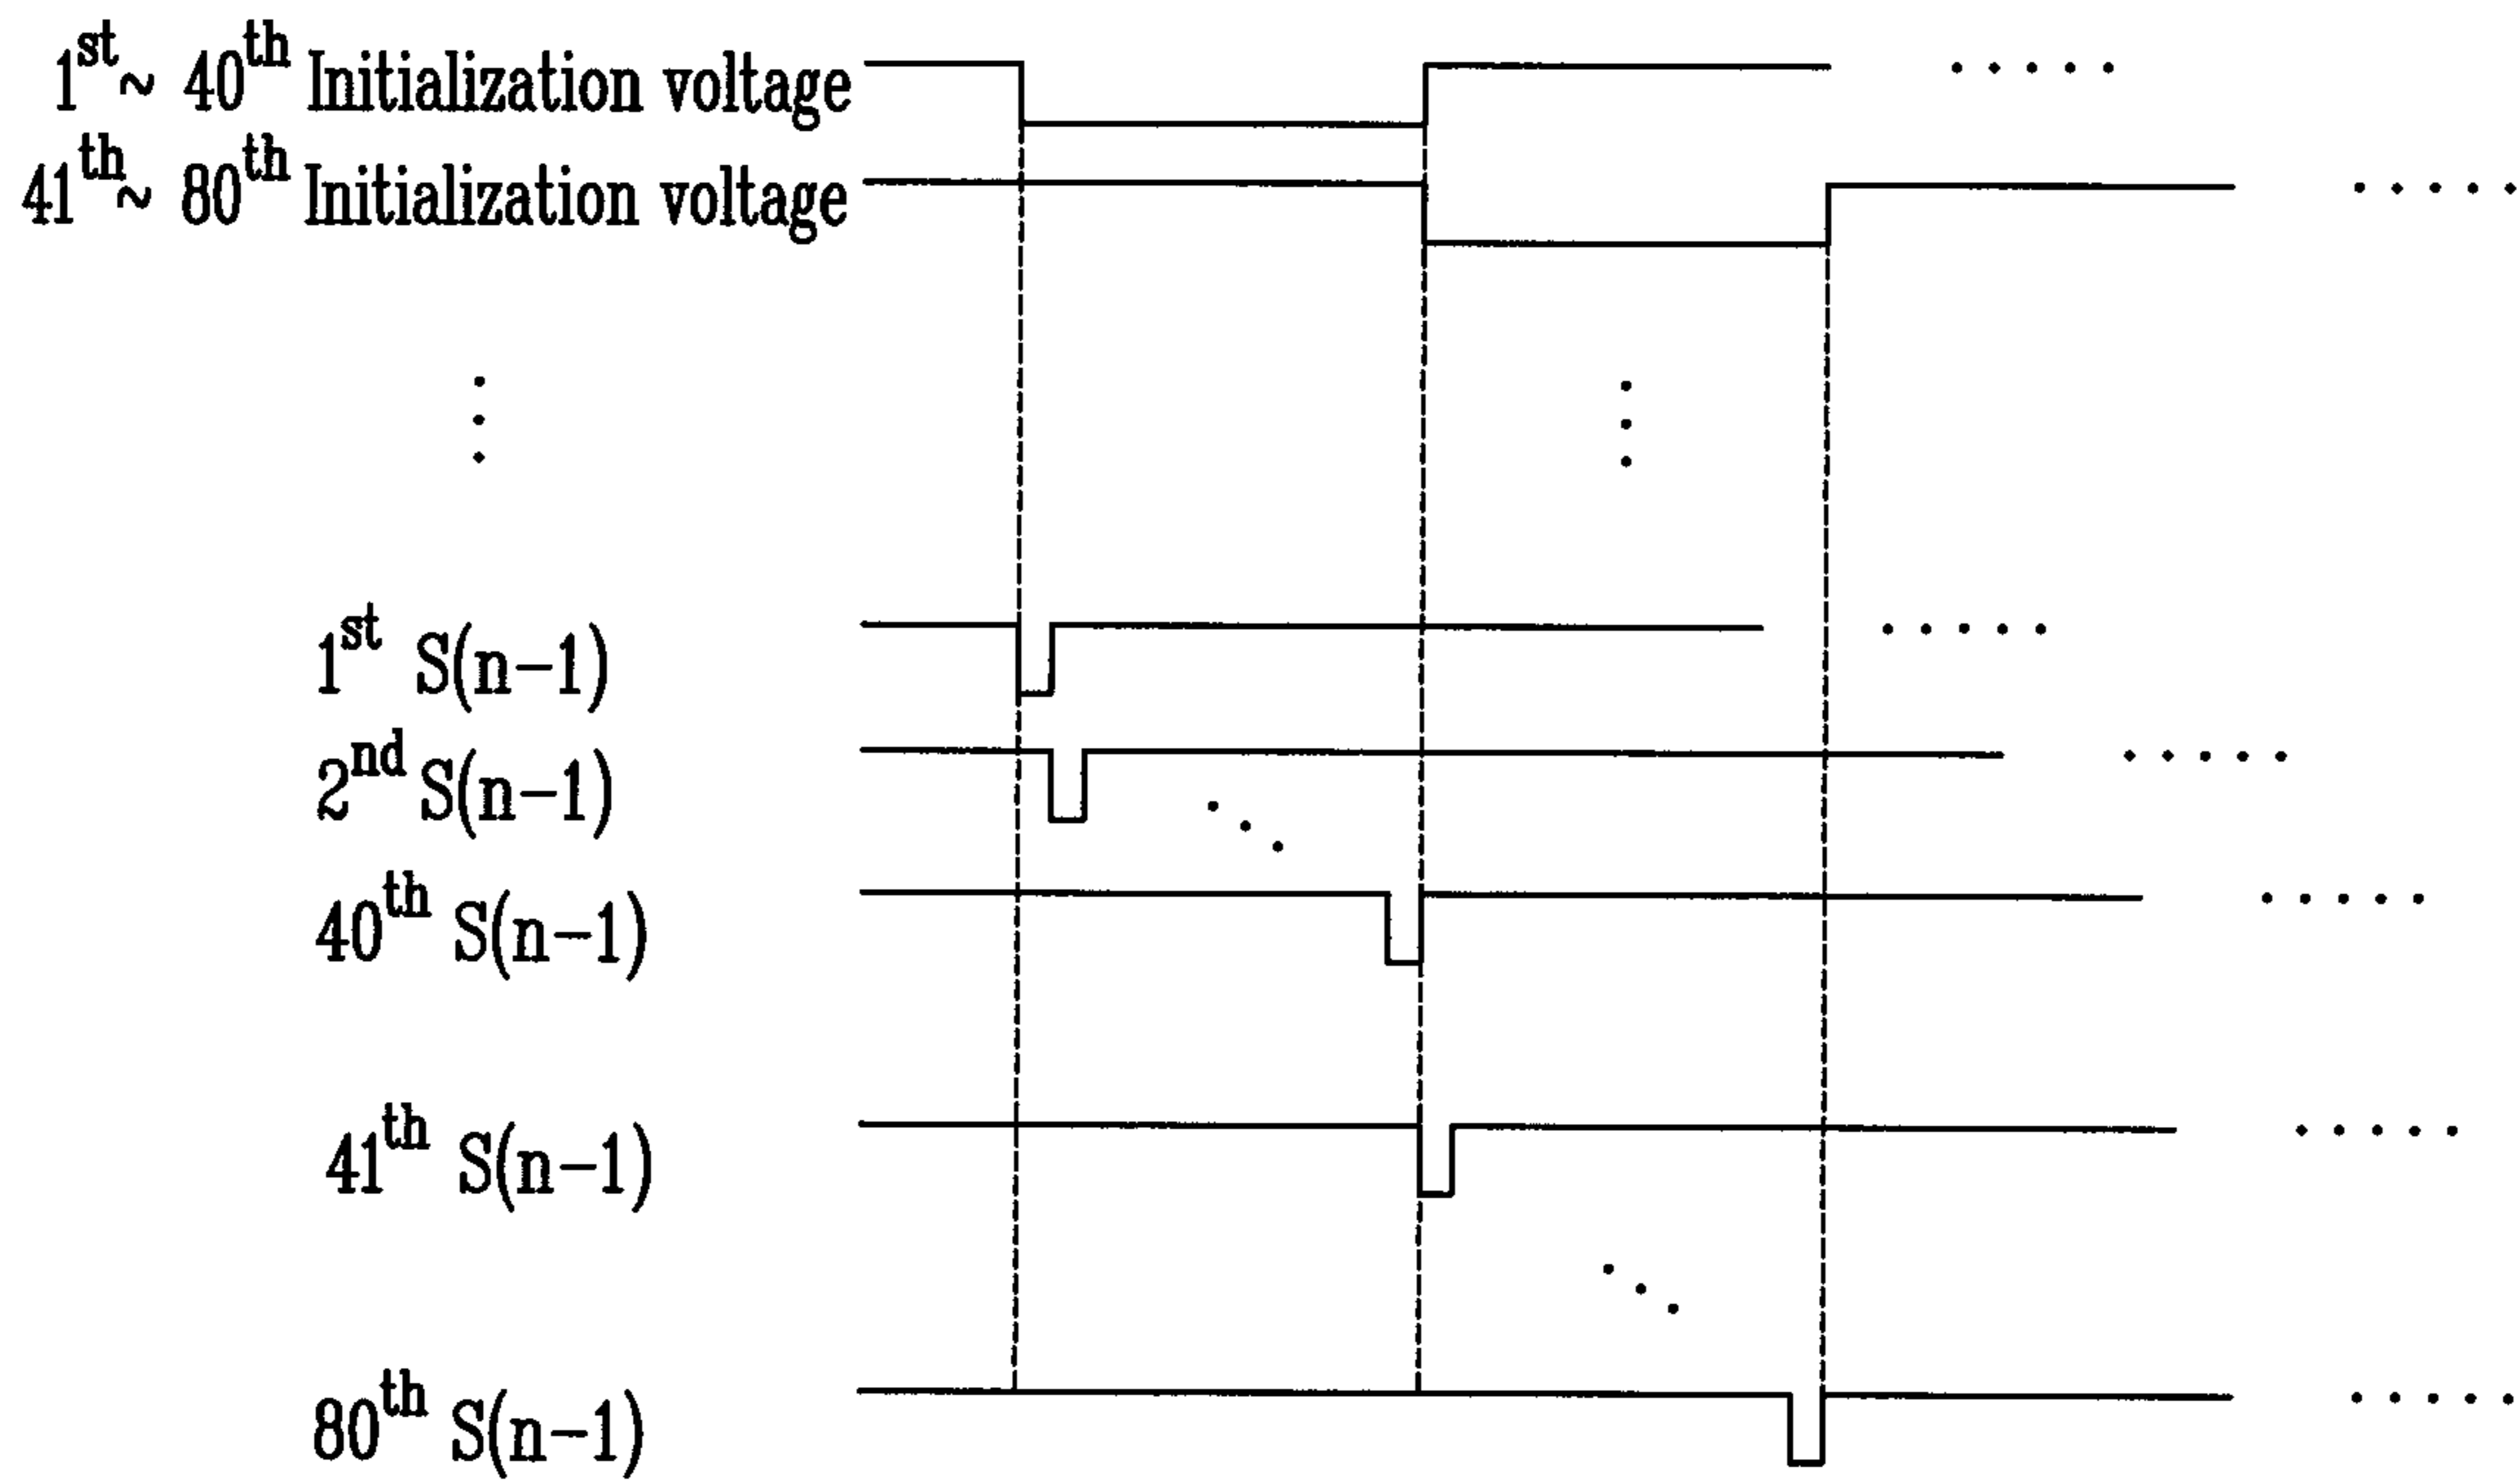 1st ~ 40th Initialization voltage
41th ~ 80th Initialization voltage
1st S(n-1)
2nd S(n-1)
40th S(n-1)
41th S(n-1)
80th S(n-1)